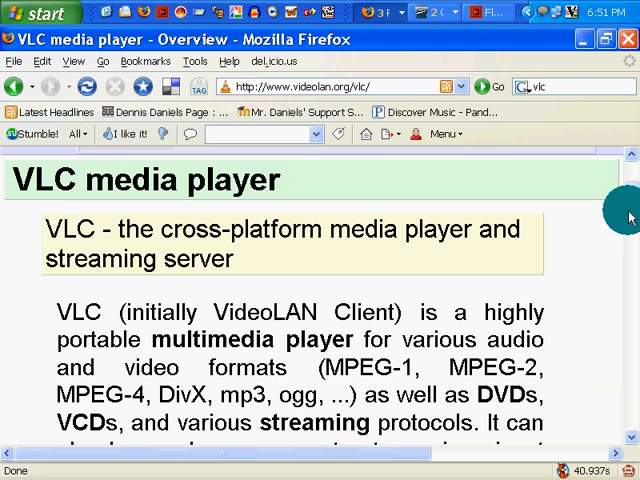 start
3 F
2 (
Fl...
6:51 PM
VLC media player - Overview - Mozilla Firefox
File Edit View Go Bookmarks Tools Help del.icio.us
TAG http://www.videolan.org/vlc/ Go vlc
Latest Headlines Dennis Daniels Page : ... Mr. Daniels' Support S... Discover Music - Pand...
Stumble! All I like it! Menu
VLC media player
VLC - the cross-platform media player and
streaming server
VLC (initially VideoLAN Client) is a highly
portable multimedia player for various audio
and video formats (MPEG-1, MPEG-2,
MPEG-4, DivX, mp3, ogg, ...) as well as DVDs,
VCDs, and various streaming protocols. It can
Done 40.937s